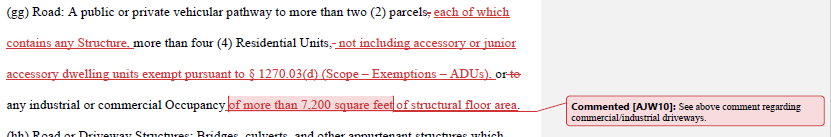 (gg) Road: A public or private vehicular pathway to more than two (2) parcels, each of which
contains any Structure, more than four (4) Residential Units, not including accessory or junior
accessory dwelling units exempt pursuant to § 1270.03(d) (Scope – Exemptions – ADUs), or to
any industrial or commercial Occupancy of more than 7,200 square feet of structural floor area.
Commented [AJW10]: See above comment regarding
commercial/industrial driveways.
(hh) Road or Driveway Structures: Bridges, culverts, and other appurtenant structures which